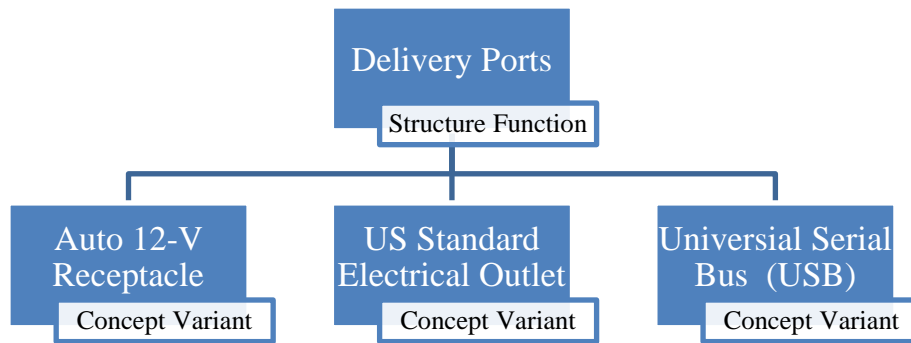 Delivery Ports
Structure Function
Auto 12-V
Receptacle
Concept Variant
US Standard
Electrical Outlet
Concept Variant
Universial Serial
Bus (USB)
Concept Variant